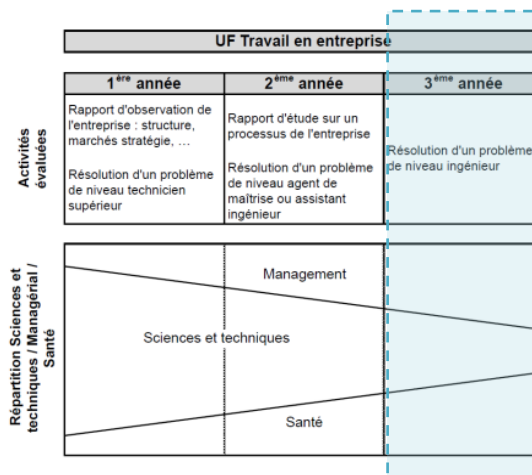 UF Travail en entreprise
1ère année
2ème année
3ème année
Activités
évaluées
Rapport d'observation de
l'entreprise : structure,
marchés stratégie, …
Résolution d'un problème
de niveau technicien
supérieur
Rapport d'étude sur un
processus de l'entreprise
Résolution d'un problème
de niveau agent de
maîtrise ou assistant
ingénieur
Résolution d'un problème
de niveau ingénieur
Répartition Sciences et
techniques / Managérial /
Santé
Management
Sciences et techniques
Santé